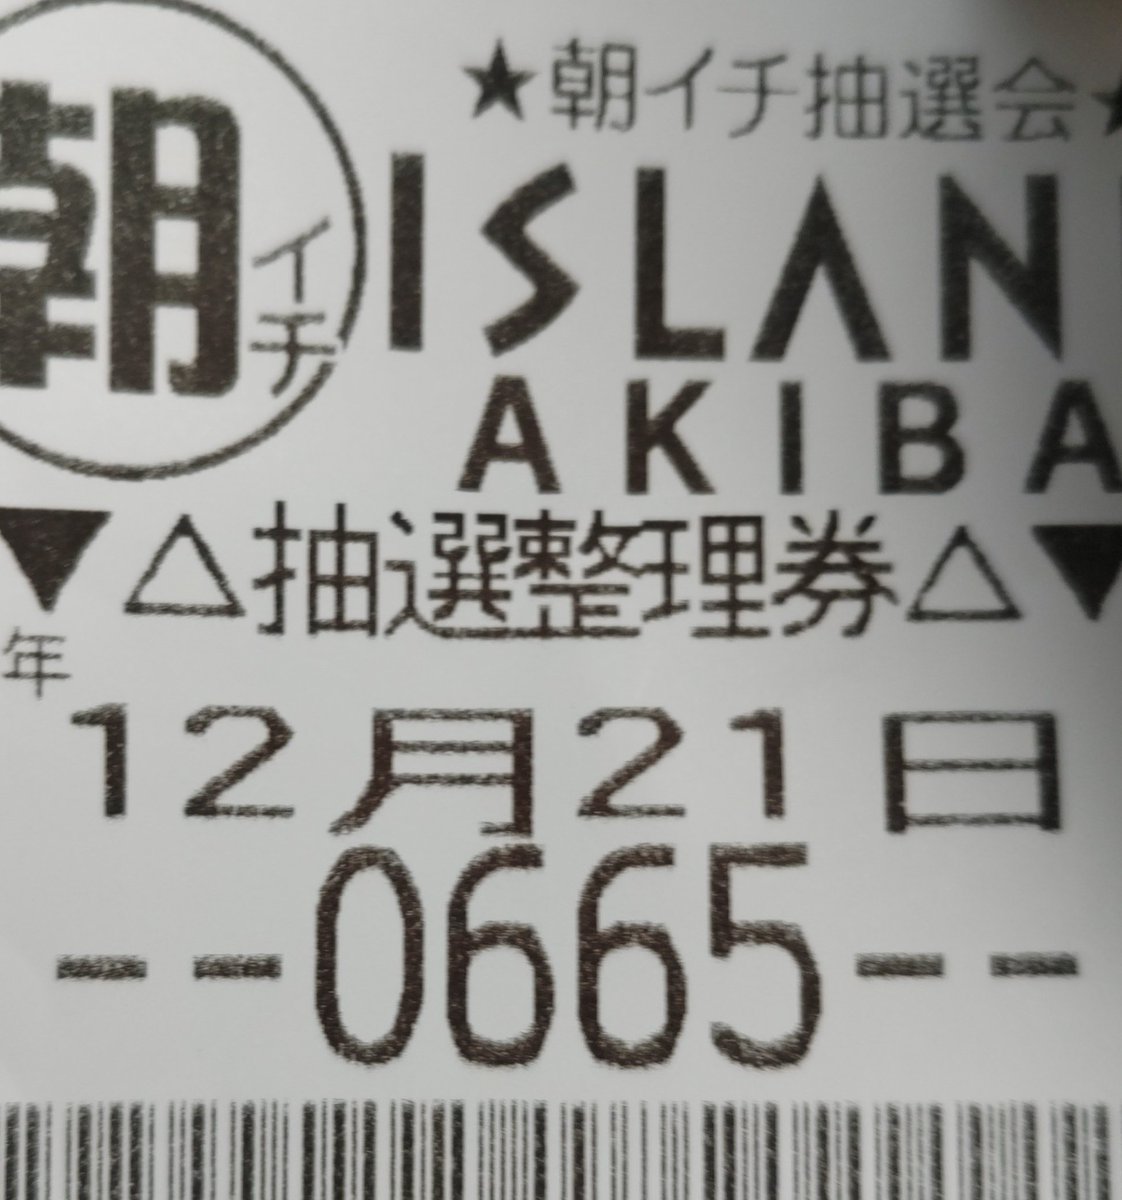 ★朝イチ抽選会★
朝イチ
ISLAN
AKIBA
▼△抽選整理券△▼
年
12月21日
--0665--